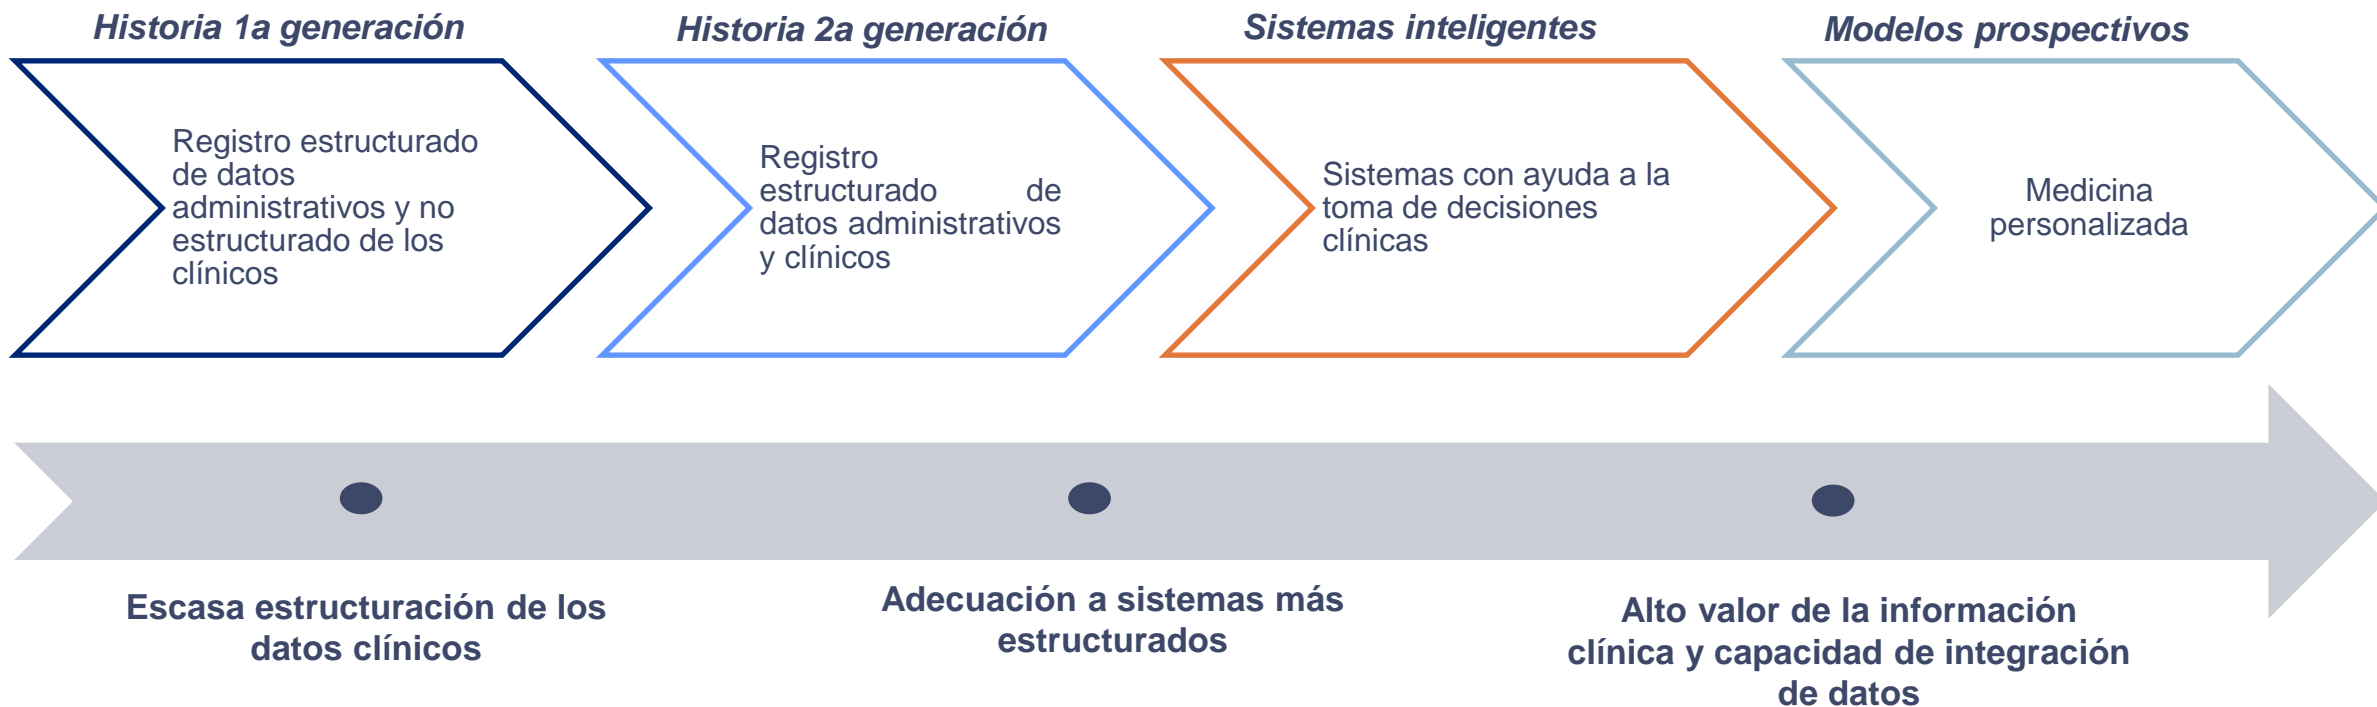 Historia 1a generación
Historia 2a generación
Sistemas inteligentes
Modelos prospectivos
Registro estructurado
de datos
administrativos y no
estructurado de los
clínicos
Registro
estructurado de
datos administrativos
y clínicos
Sistemas con ayuda a la
toma de decisiones
clínicas
Medicina
personalizada
Escasa estructuración de los
datos clínicos
Adecuación a sistemas más
estructurados
Alto valor de la información
clínica y capacidad de integración
de datos